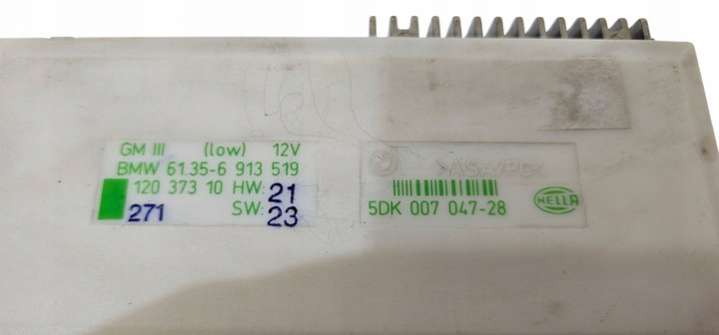 GM III (low) 12V
BMW 61.35-6 913 519
120 373 10 HW: 21
271 SW: 23
5DK 007 047-28
HELLA